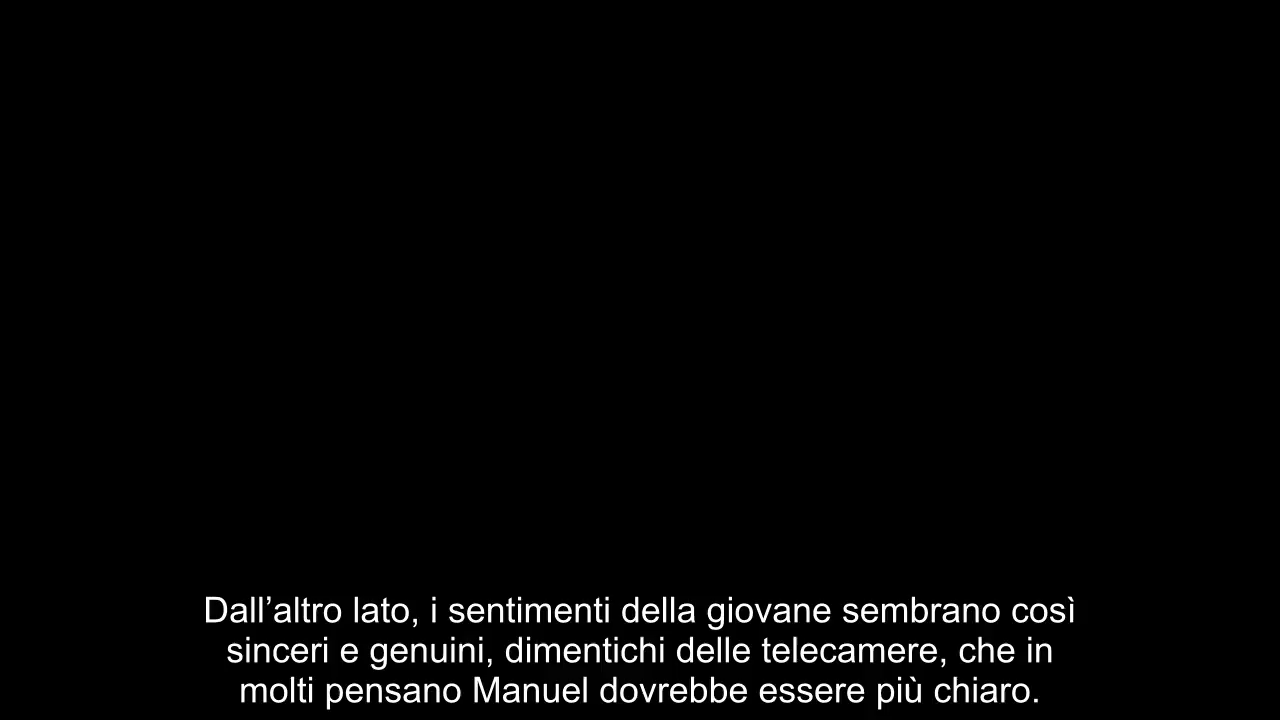 Dall’altro lato, i sentimenti della giovane sembrano così
sinceri e genuini, dimentichi delle telecamere, che in
molti pensano Manuel dovrebbe essere più chiaro.